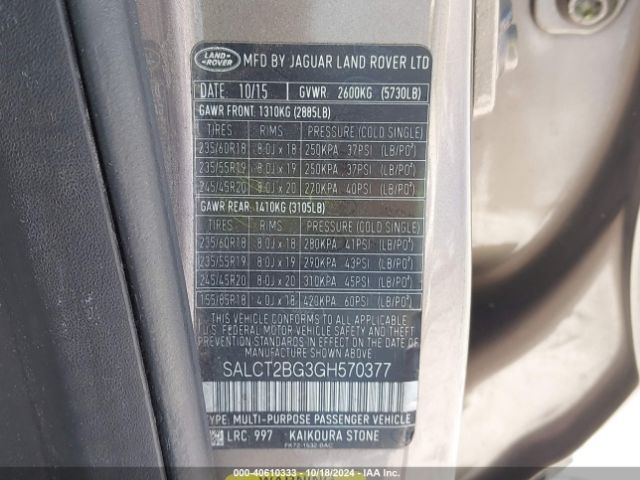 LAND ROVER MFD BY JAGUAR LAND ROVER LTD
DATE: 10/15 GVWR: 2600KG (5730LB)
GAWR FRONT: 1310KG (2885LB)
TIRES RIMS PRESSURE (COLD SINGLE)
235/60R18 8.0J x 18 250KPA 37PSI (LB/PO²)
235/55R19 8.0J x 19 250KPA 37PSI (LB/PO²)
245/45R20 8.0J x 20 270KPA 40PSI (LB/PO²)
GAWR REAR: 1410KG (3105LB)
TIRES RIMS PRESSURE (COLD SINGLE)
235/60R18 8.0J x 18 280KPA 41PSI (LB/PO²)
235/55R19 8.0J x 19 290KPA 43PSI (LB/PO²)
245/45R20 8.0J x 20 310KPA 45PSI (LB/PO²)
155/85R18 4.0J x 18 420KPA 60PSI (LB/PO²)
THIS VEHICLE CONFORMS TO ALL APPLICABLE
U.S. FEDERAL MOTOR VEHICLE SAFETY AND THEFT
PREVENTION STANDARDS IN EFFECT ON THE DATE
OF MANUFACTURE SHOWN ABOVE
SALCT2BG3GH570377
TYPE: MULTI-PURPOSE PASSENGER VEHICLE
LRC 997 KAIKOURA STONE
FK72-1532-DAC
WARNING
Stock #: 40610333 - 10/18/2024 - IAA Inc.